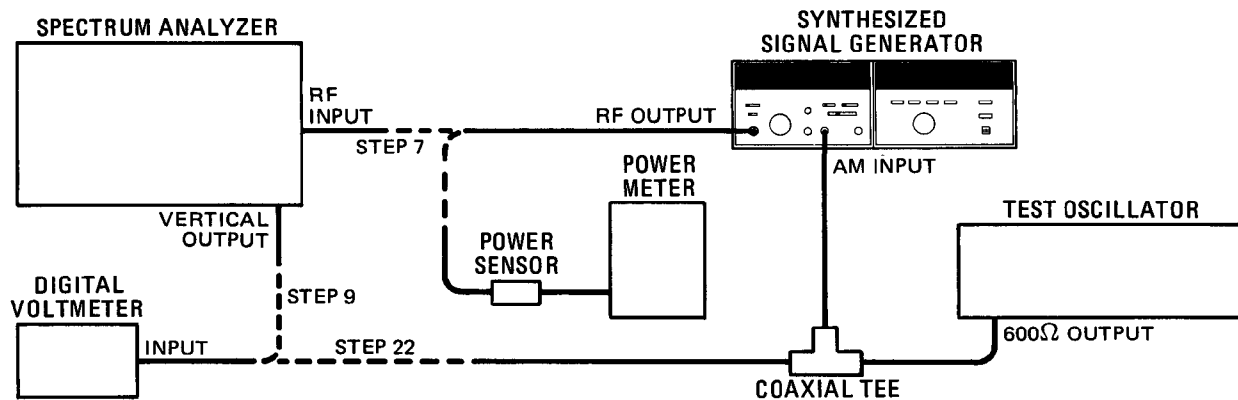 SPECTRUM ANALYZER
SYNTHESIZED
SIGNAL GENERATOR
RF
INPUT
STEP 7
RF OUTPUT
AM INPUT
POWER
METER
TEST OSCILLATOR
VERTICAL
OUTPUT
POWER
SENSOR
DIGITAL
VOLTMETER
STEP 9
INPUT
STEP 22
600Ω OUTPUT
COAXIAL TEE